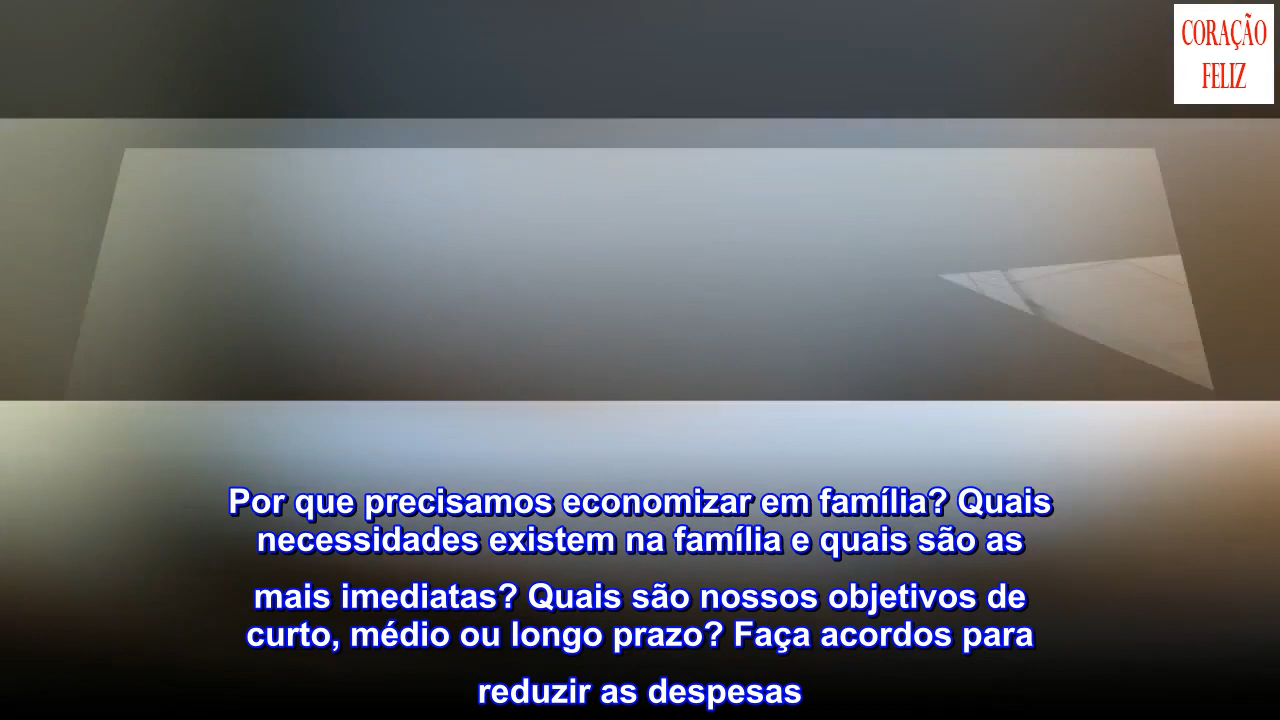 CORAÇÃO
FELIZ
Por que precisamos economizar em família? Quais
necessidades existem na família e quais são as
mais imediatas? Quais são nossos objetivos de
curto, médio ou longo prazo? Faça acordos para
reduzir as despesas